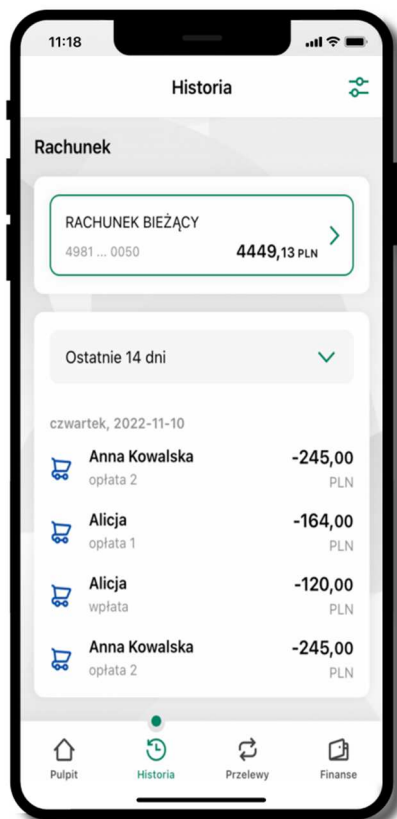 11:18
Historia
Rachunek
RACHUNEK BIEŻĄCY
4981 ... 0050 4449,13 PLN
Ostatnie 14 dni
czwartek, 2022-11-10
Anna Kowalska -245,00
opłata 2 PLN
Alicja -164,00
opłata 1 PLN
Alicja -120,00
wpłata PLN
Anna Kowalska -245,00
opłata 2 PLN
Pulpit Historia Przelewy Finanse